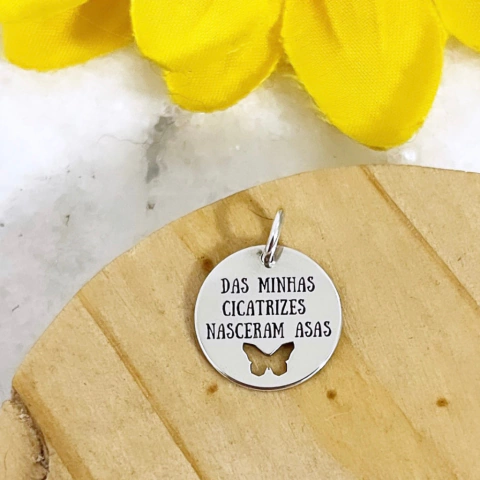 DAS MINHAS
CICATRIZES
NASCERAM ASAS